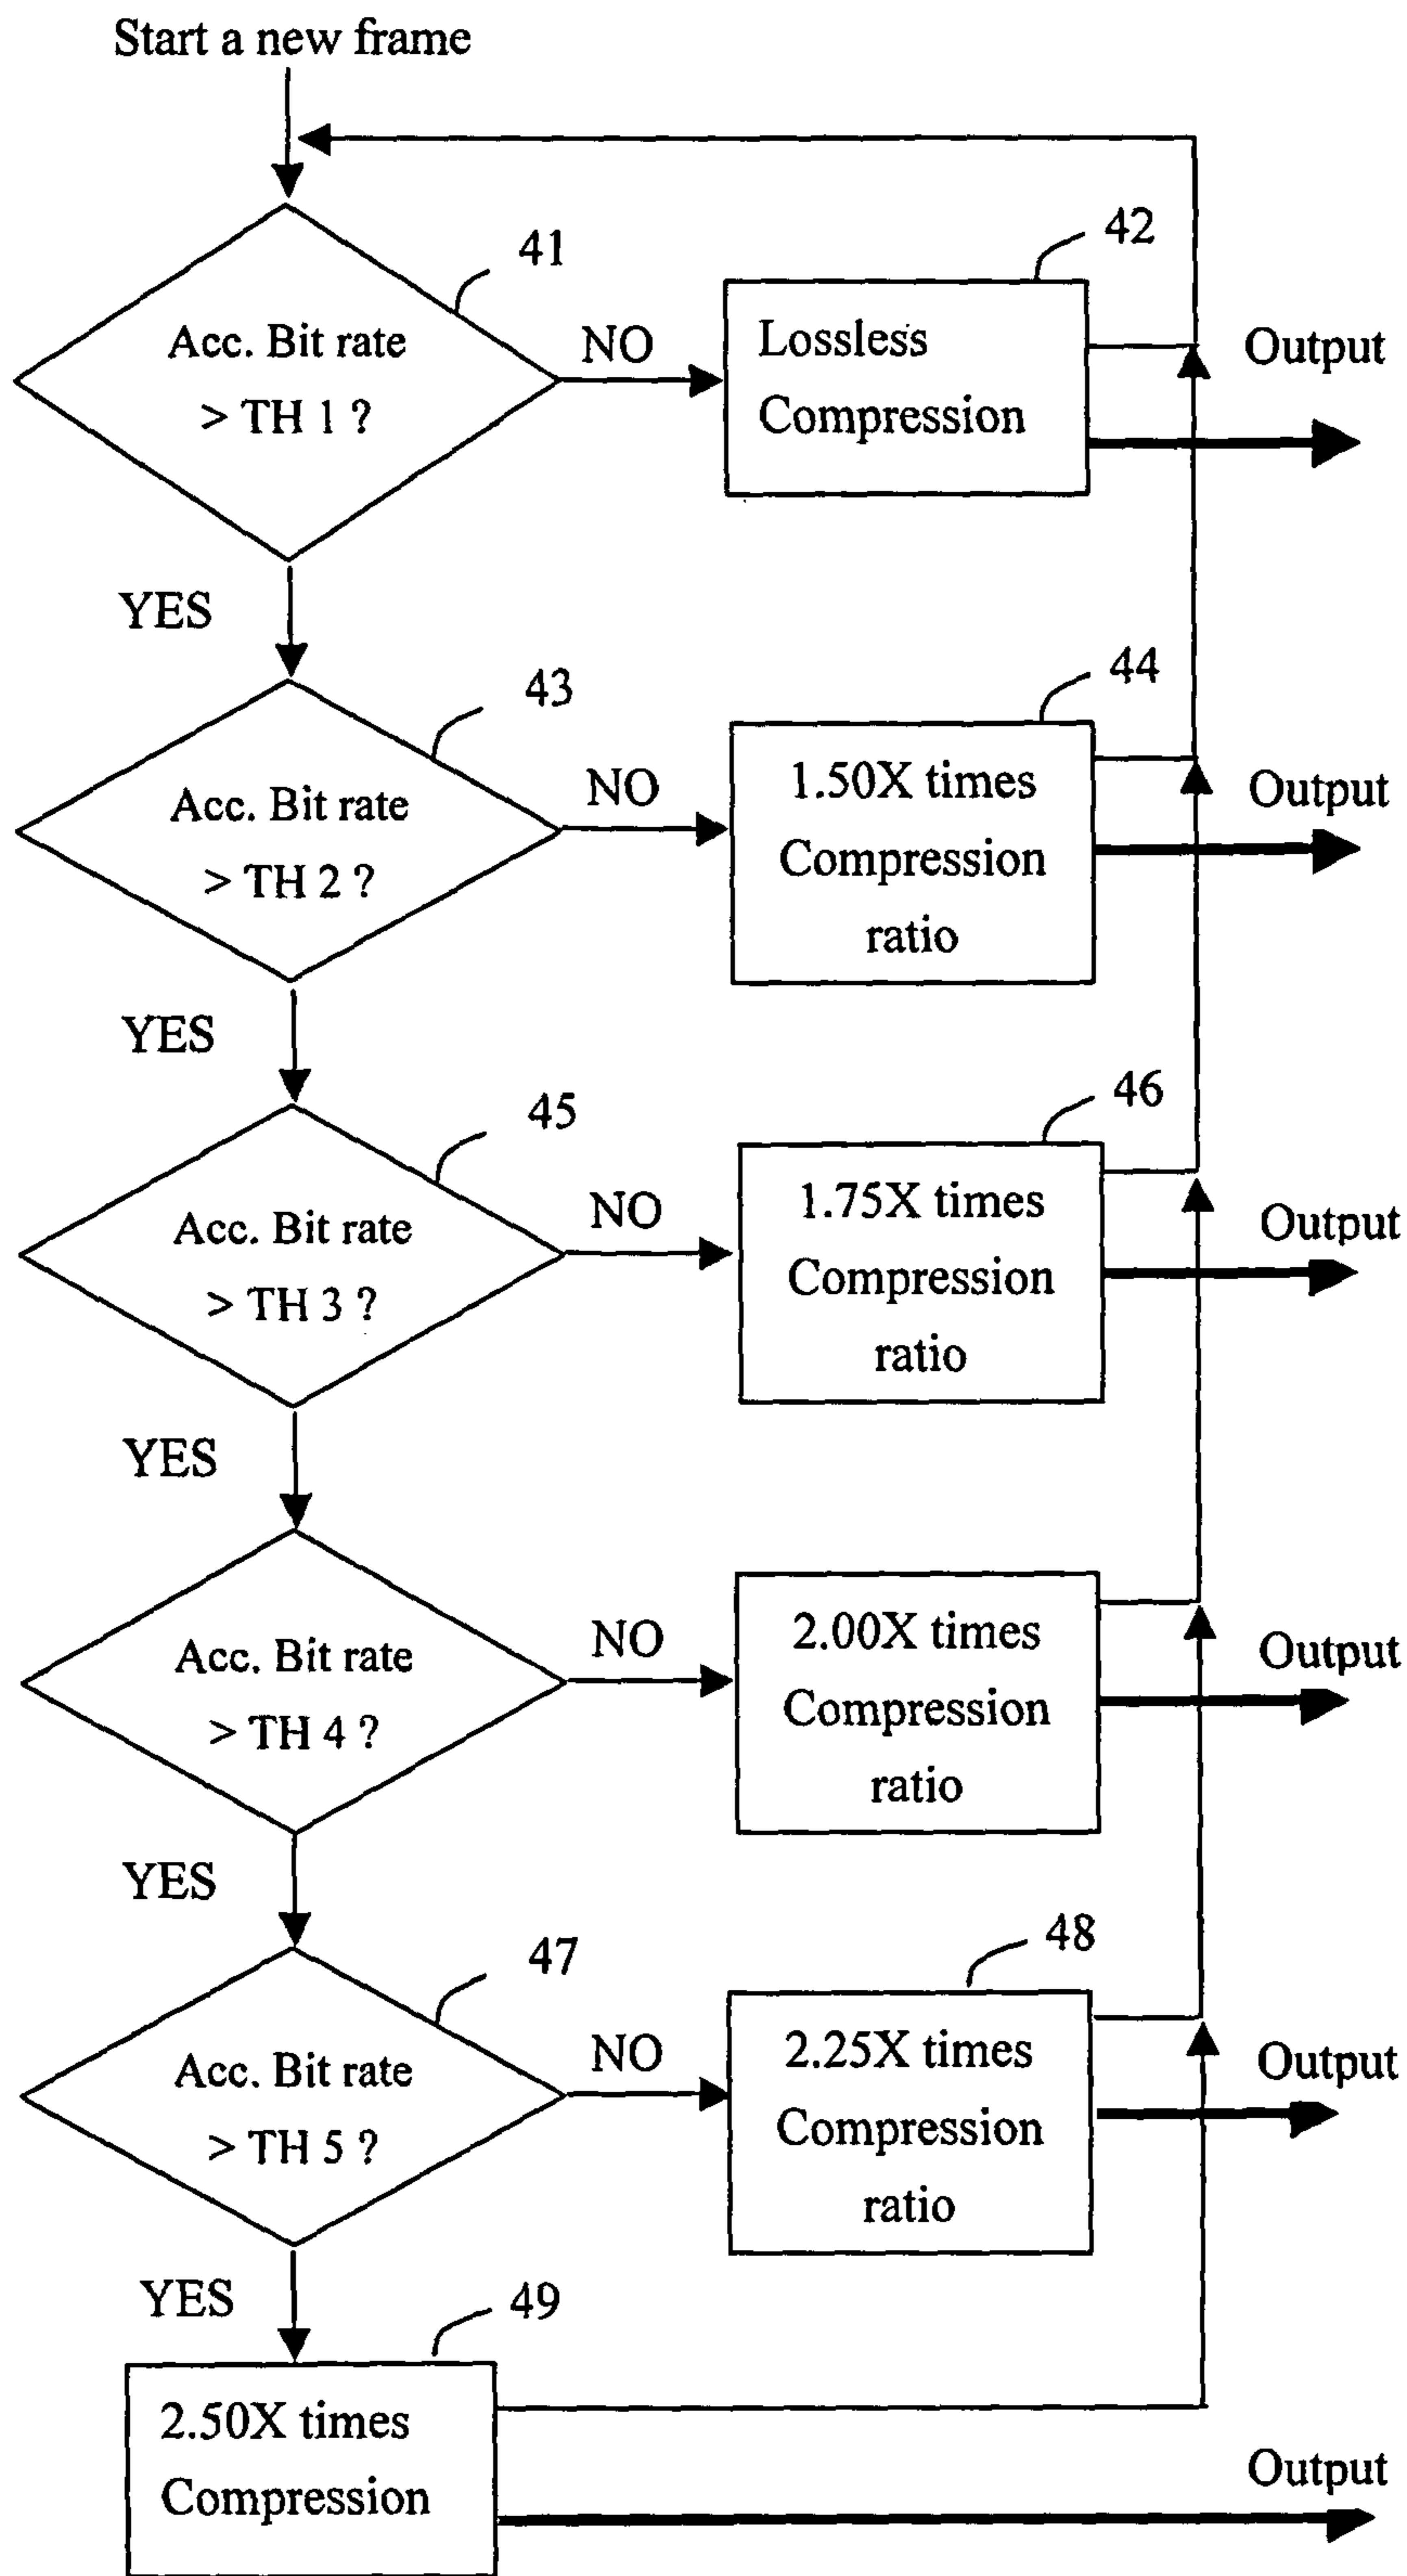 Start a new frame
41
42
Acc. Bit rate
> TH 1 ?
NO
Lossless
Compression
Output
YES
43
44
Acc. Bit rate
> TH 2 ?
NO
1.50X times
Compression
ratio
Output
YES
45
46
Acc. Bit rate
> TH 3 ?
NO
1.75X times
Compression
ratio
Output
YES
Acc. Bit rate
> TH 4 ?
NO
2.00X times
Compression
ratio
Output
YES
47
48
Acc. Bit rate
> TH 5 ?
NO
2.25X times
Compression
ratio
Output
YES
49
2.50X times
Compression
Output